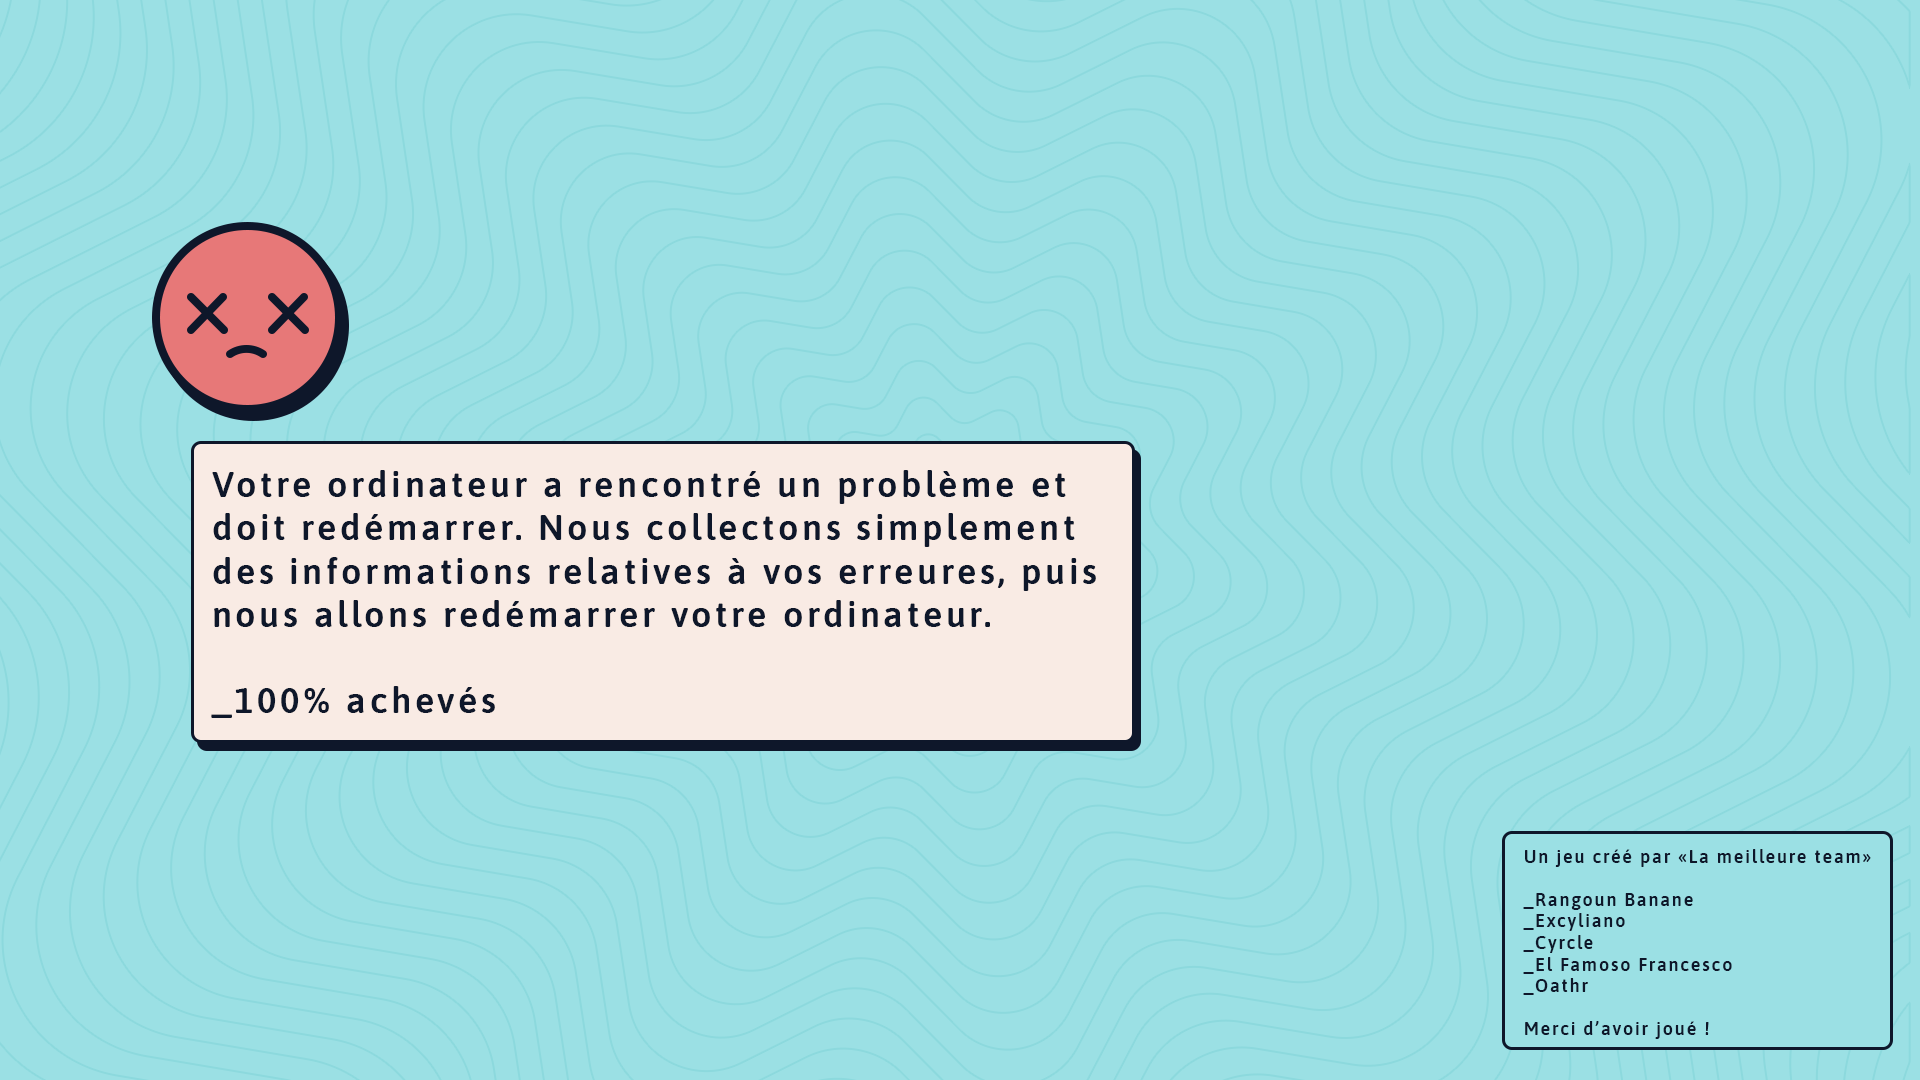 Votre ordinateur a rencontré un problème et
doit redémarrer. Nous collectons simplement
des informations relatives à vos erreures, puis
nous allons redémarrer votre ordinateur.
_100% achevés
Un jeu créé par «La meilleure team»
_Rangoun Banane
_Excyliano
_Cyrcle
_El Famoso Francesco
_Oathr
Merci d’avoir joué !